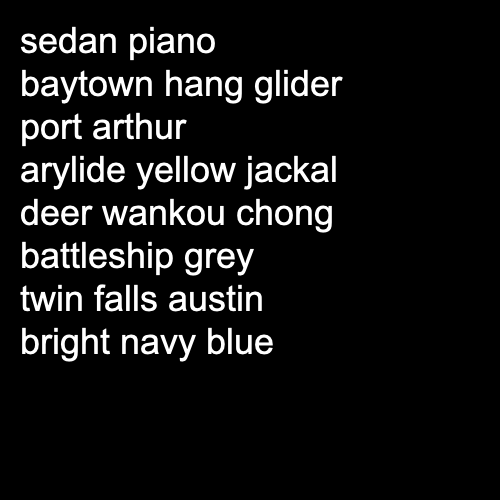 sedan piano
baytown hang glider
port arthur
arylide yellow jackal
deer wankou chong
battleship grey
twin falls austin
bright navy blue